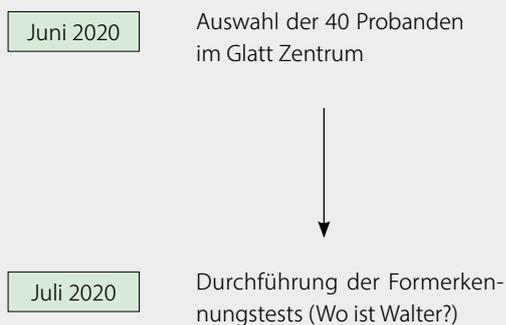 Juni 2020
Auswahl der 40 Probanden
im Glatt Zentrum
Juli 2020
Durchführung der Formerken-
nungstests (Wo ist Walter?)